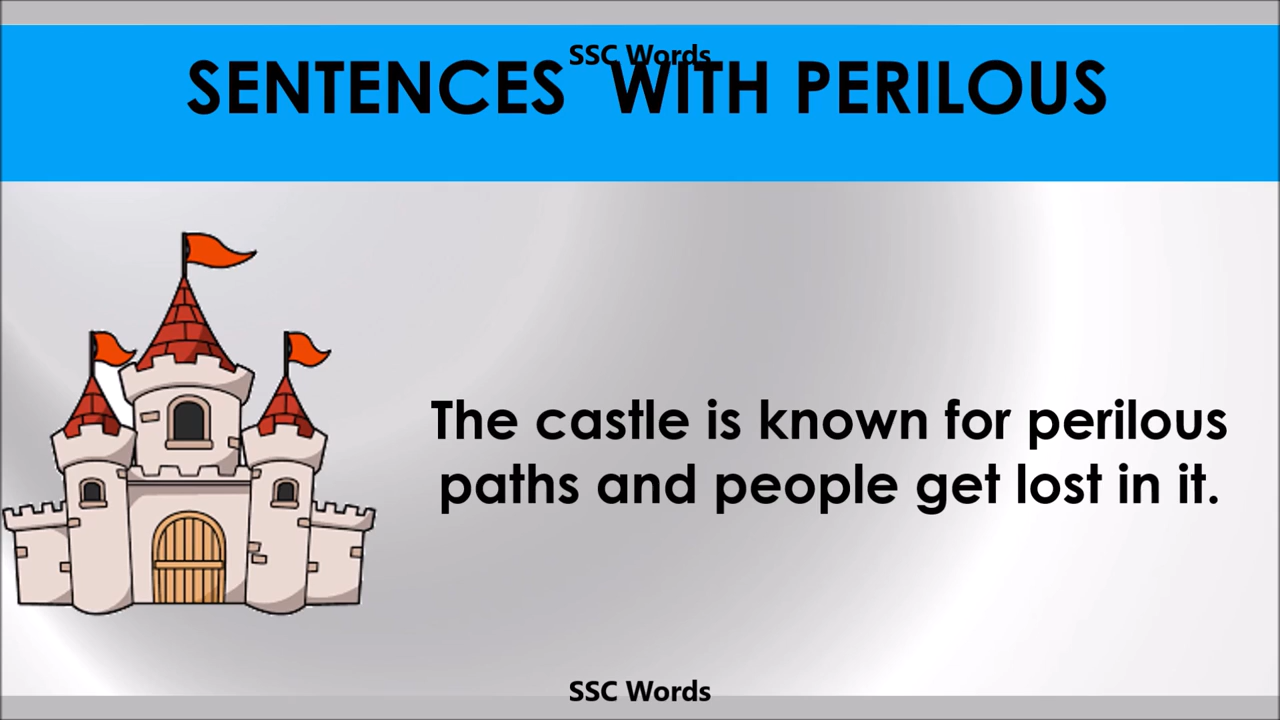 SSC Words
SENTENCES WITH PERILOUS
The castle is known for perilous
paths and people get lost in it.
SSC Words